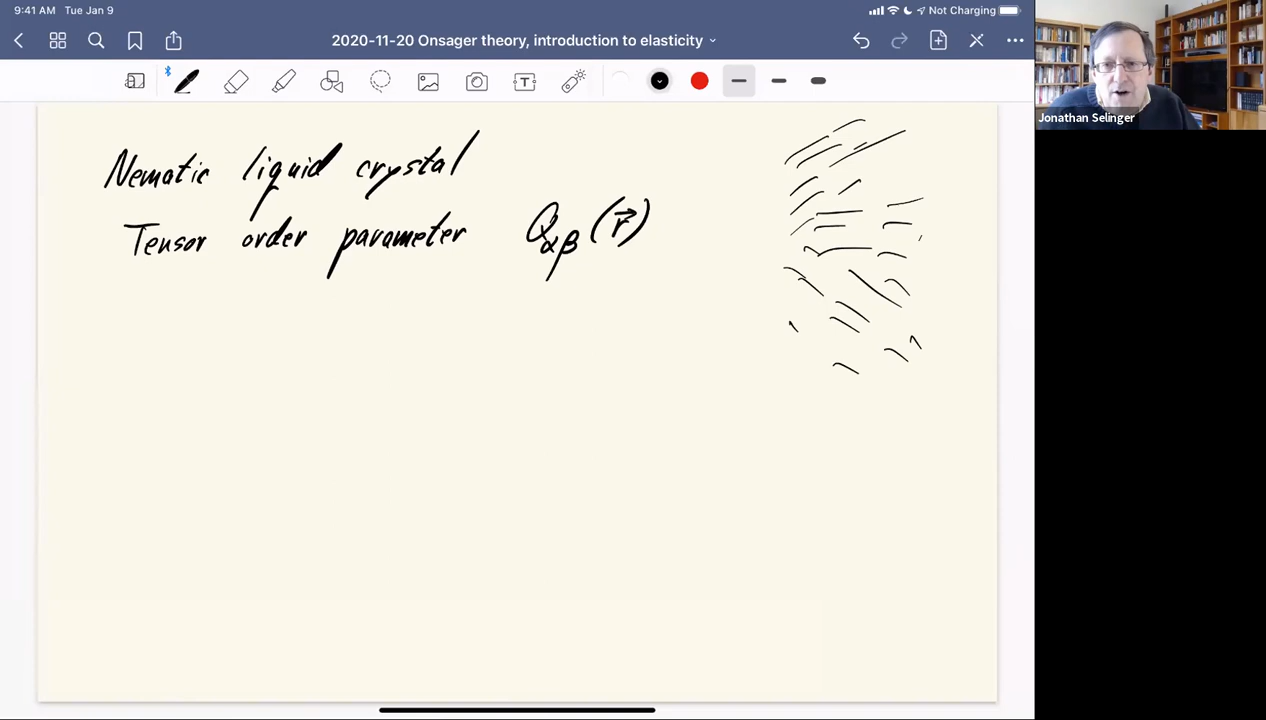 9:41 AM Tue Jan 9
Not Charging
2020-11-20 Onsager theory, introduction to elasticity
T
Jonathan Selinger
Nematic liquid crystal
Tensor order parameter Qαβ(r⃗)